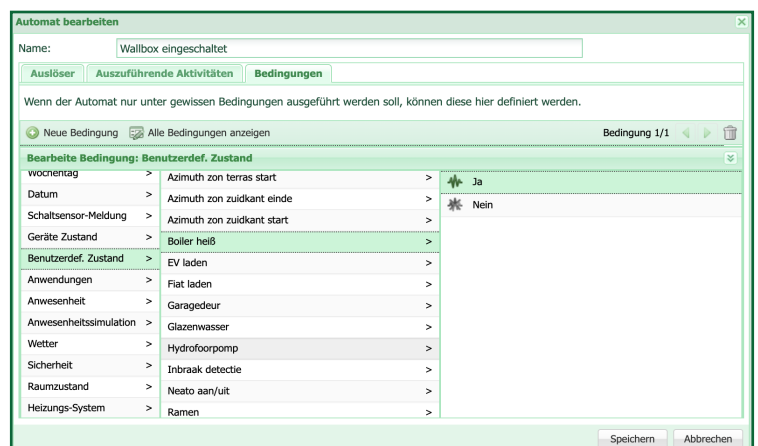 Automat bearbeiten
Name: Wallbox eingeschaltet
Auslöser Auszuführende Aktivitäten Bedingungen
Wenn der Automat nur unter gewissen Bedingungen ausgeführt werden soll, können diese hier definiert werden.
Neue Bedingung Alle Bedingungen anzeigen Bedingung 1/1
Bearbeite Bedingung: Benutzerdef. Zustand
Wochentag >
Datum >
Schaltsensor-Meldung >
Geräte Zustand >
Benutzerdef. Zustand >
Anwendungen >
Anwesenheit >
Anwesenheitssimulation >
Wetter >
Sicherheit >
Raumzustand >
Heizungs-System >
Azimuth zon terras start >
Azimuth zon zuidkant einde >
Azimuth zon zuidkant start >
Boiler heiß >
EV laden >
Fiat laden >
Garagedeur >
Glazenwasser >
Hydrofoorpomp >
Inbraak detectie >
Neato aan/uit >
Ramen >
Ja
Nein
Speichern Abbrechen